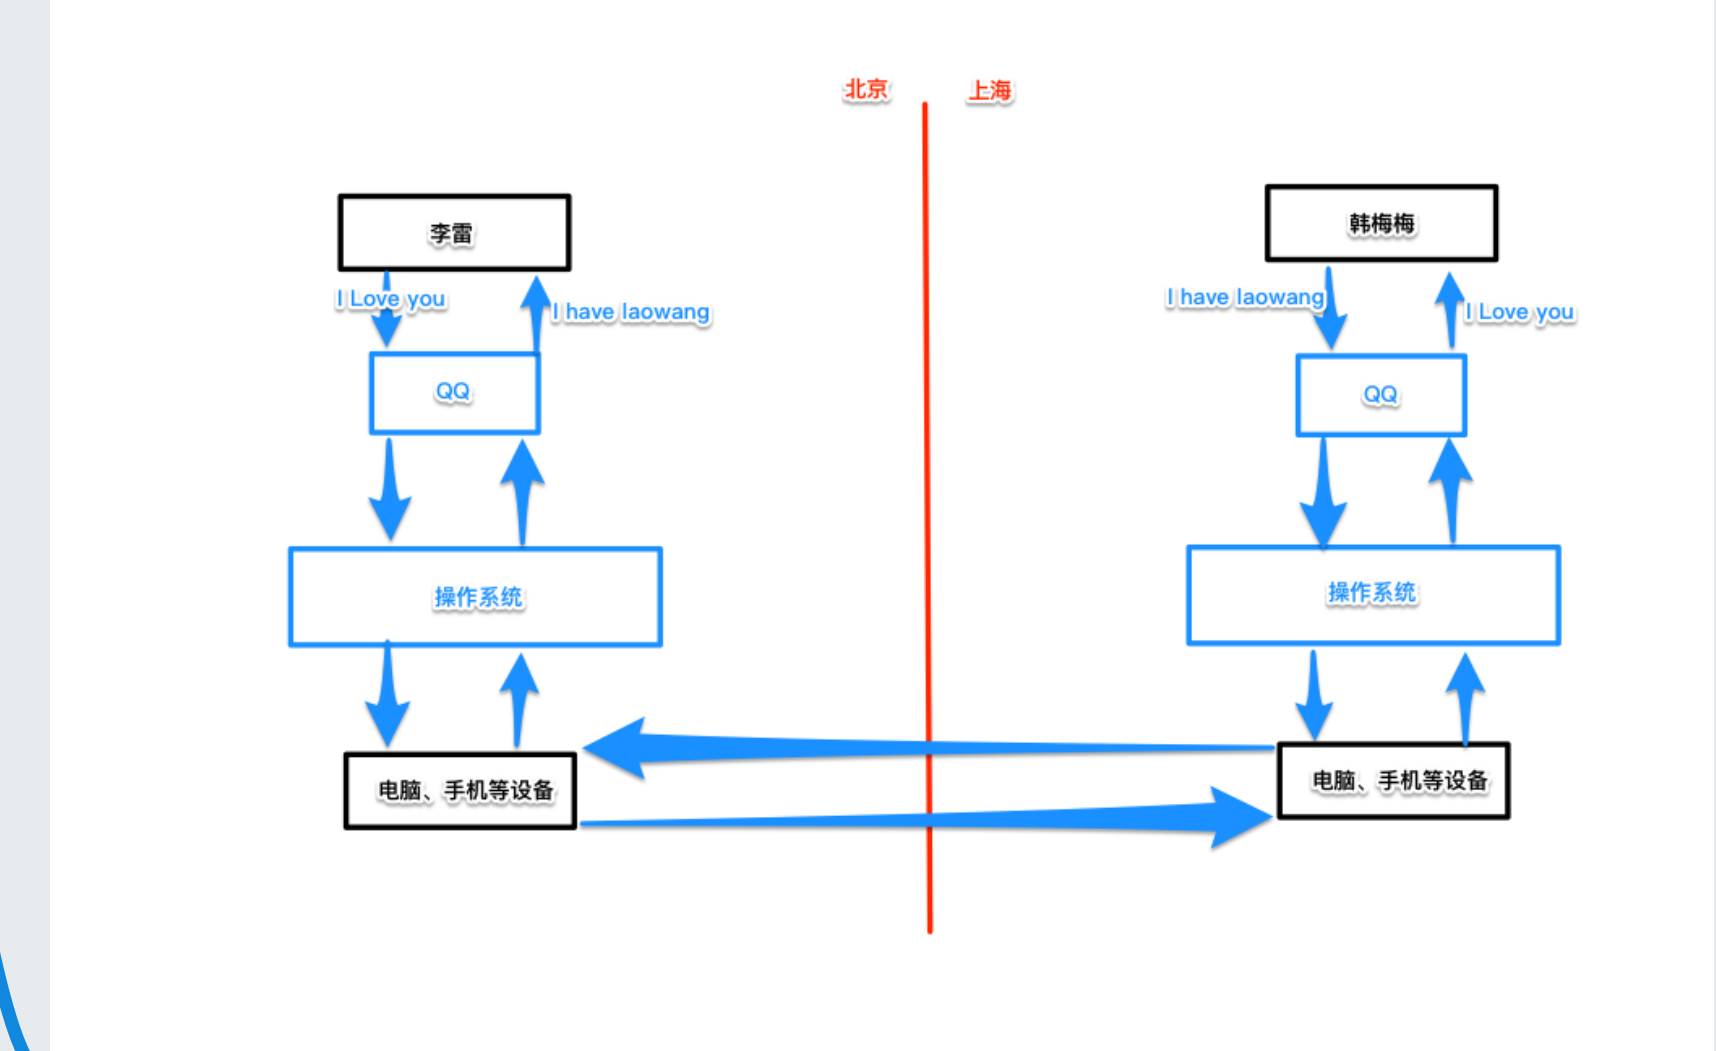 北京
上海
李雷
韩梅梅
I Love you
I have laowang
I have laowang
I Love you
QQ
QQ
操作系统
操作系统
电脑、手机等设备
电脑、手机等设备